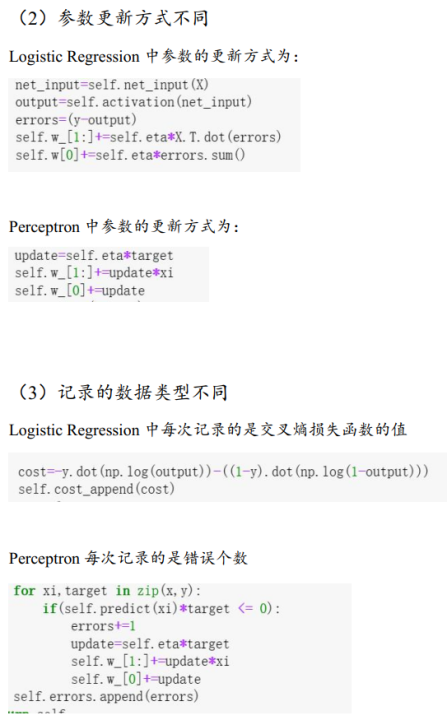 （2）参数更新方式不同
Logistic Regression 中参数的更新方式为：
net_input=self.net_input(X)
output=self.activation(net_input)
errors=(y-output)
self.w_[1:]+=self.eta*X.T.dot(errors)
self.w[0]+=self.eta*errors.sum()
Perceptron 中参数的更新方式为：
update=self.eta*target
self.w_[1:]+=update*xi
self.w_[0]+=update
（3）记录的数据类型不同
Logistic Regression 中每次记录的是交叉熵损失函数的值
cost=-y.dot(np.log(output))-((1-y).dot(np.log(1-output)))
self.cost_append(cost)
Perceptron 每次记录的是错误个数
for xi,target in zip(x,y):
if(self.predict(xi)*target <= 0):
errors+=1
update=self.eta*target
self.w_[1:]+=update*xi
self.w_[0]+=update
self.errors.append(errors)